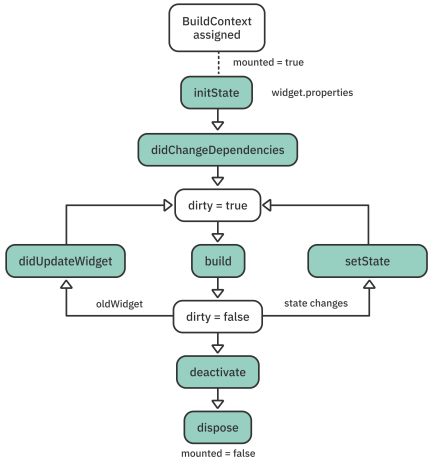 BuildContext
assigned
mounted = true
initState
widget.properties
didChangeDependencies
dirty = true
didUpdateWidget
build
setState
oldWidget
state changes
dirty = false
deactivate
dispose
mounted = false